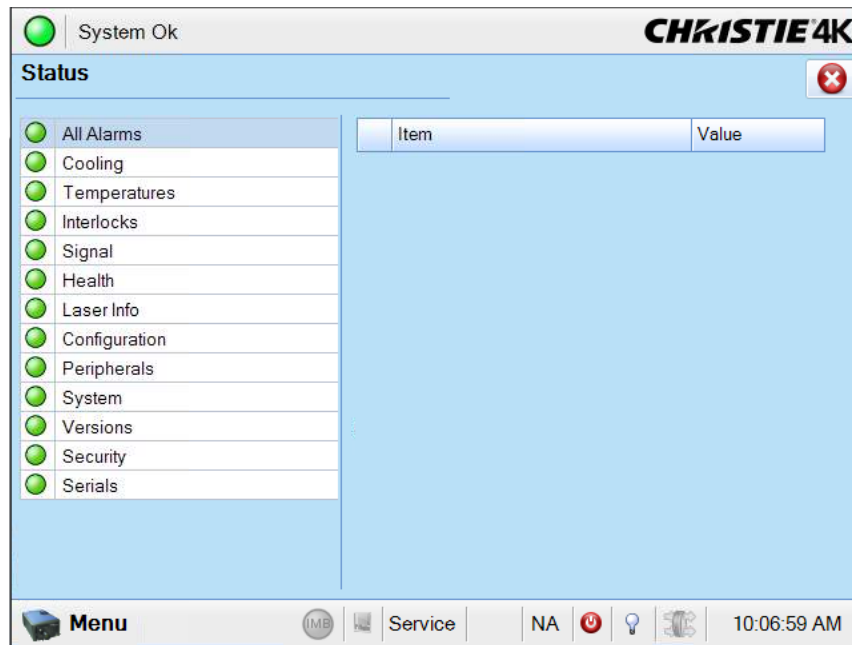 System Ok
CHRISTIE 4K
Status
All Alarms
Cooling
Temperatures
Interlocks
Signal
Health
Laser Info
Configuration
Peripherals
System
Versions
Security
Serials
Item Value
Menu IMB Service NA 10:06:59 AM